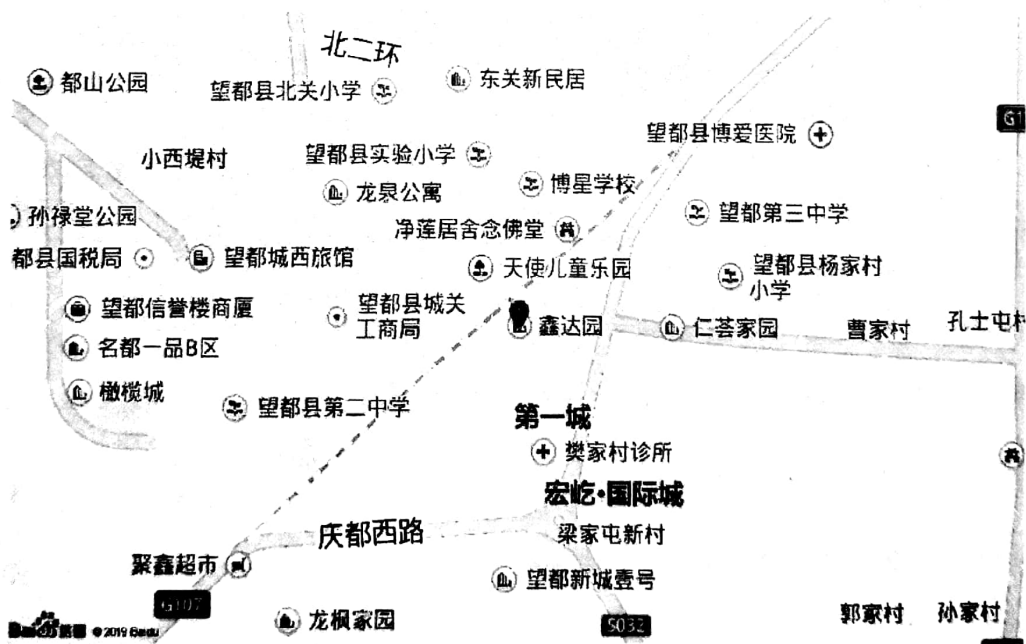 北二环
都山公园
望都县北关小学
东关新民居
G1
望都县博爱医院
小西堤村
望都县实验小学
博星学校
龙泉公寓
孙禄堂公园
望都第三中学
净莲居舍念佛堂
都县国税局
望都城西旅馆
天使儿童乐园
望都县杨家村
小学
望都信誉楼商厦
望都县城关
工商局
鑫达园
仁荟家园
曹家村
孔士屯村
名都一品B区
橄榄城
望都县第二中学
第一城
樊家村诊所
宏屹·国际城
庆都西路
梁家屯新村
聚鑫超市
望都新城壹号
G107
龙枫家园
S032
郭家村
孙家村
© 2019 Baidu